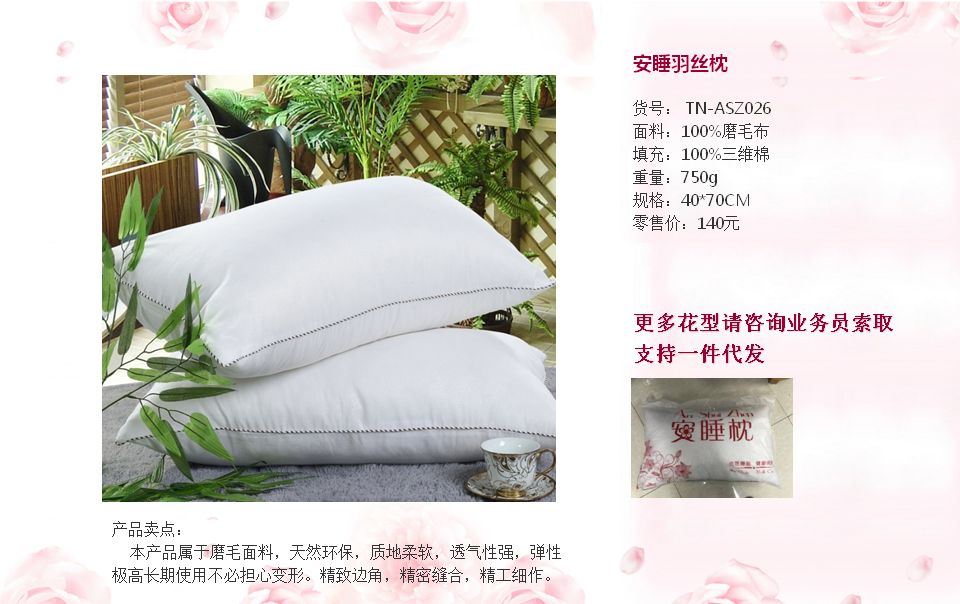 安睡羽丝枕
货号： TN-ASZ026
面料：100%磨毛布
填充：100%三维棉
重量：750g
规格：40*70CM
零售价：140元
更多花型请咨询业务员索取
支持一件代发
An Shui Zhen
安睡枕
产品卖点：
本产品属于磨毛面料，天然环保，质地柔软，透气性强，弹性
极高长期使用不必担心变形。精致边角，精密缝合，精工细作。